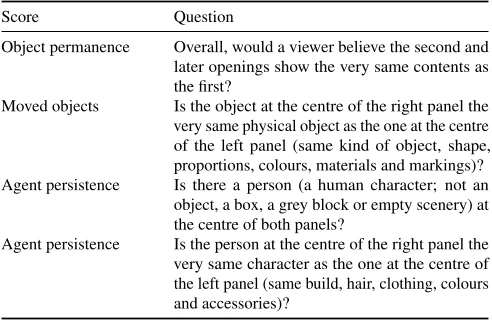 Score Question
Object permanence Overall, would a viewer believe the second and
later openings show the very same contents as
the first?
Moved objects Is the object at the centre of the right panel the
very same physical object as the one at the centre
of the left panel (same kind of object, shape,
proportions, colours, materials and markings)?
Agent persistence Is there a person (a human character; not an
object, a box, a grey block or empty scenery) at
the centre of both panels?
Agent persistence Is the person at the centre of the right panel the
very same character as the one at the centre of
the left panel (same build, hair, clothing, colours
and accessories)?